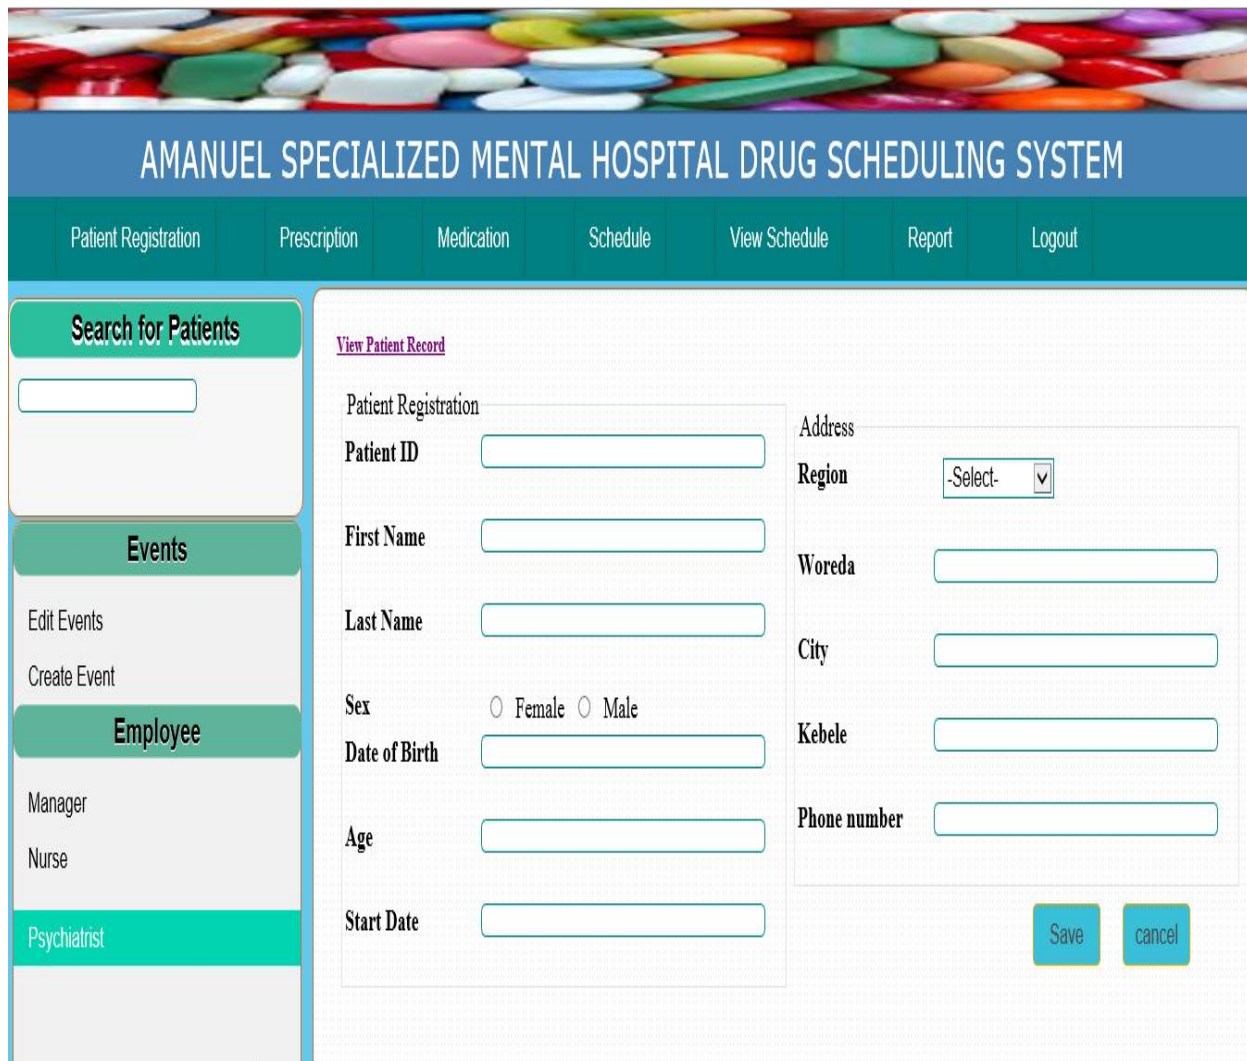 AMANUEL SPECIALIZED MENTAL HOSPITAL DRUG SCHEDULING SYSTEM
Patient Registration Prescription Medication Schedule View Schedule Report Logout
Search for Patients
Events
Edit Events
Create Event
Employee
Manager
Nurse
Psychiatrist
View Patient Record
Patient Registration
Patient ID
First Name
Last Name
Sex Female Male
Date of Birth
Age
Start Date
Address
Region -Select-
Woreda
City
Kebele
Phone number
Save cancel